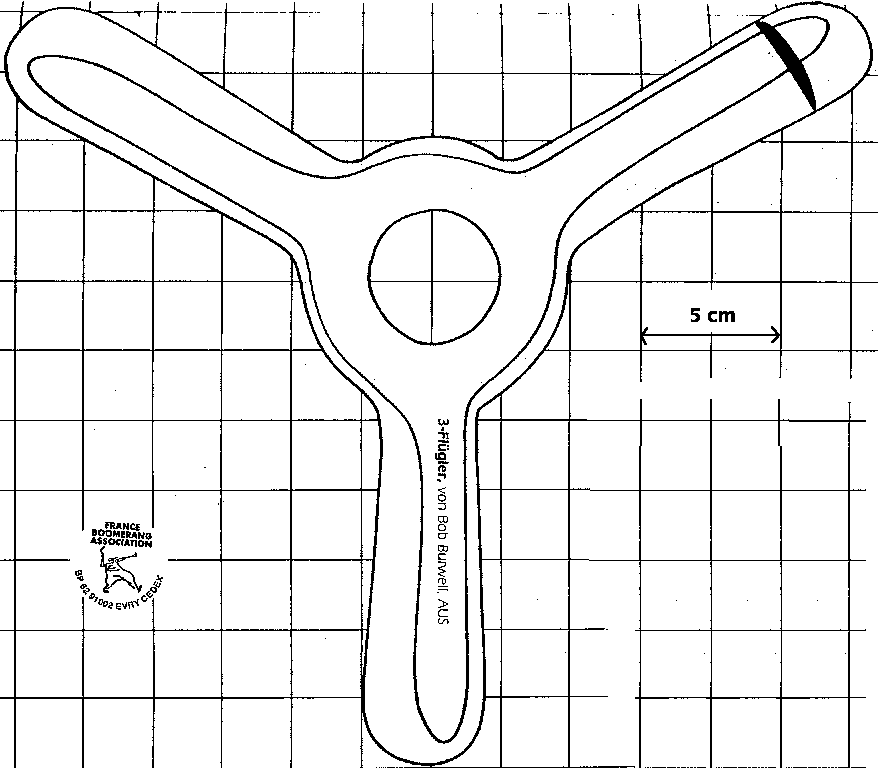 5 cm
3-Flügler, von Bob Burwell, AUS
FRANCE
BOOMERANG
ASSOCIATION
BP 62 91002 EVRY CEDEX